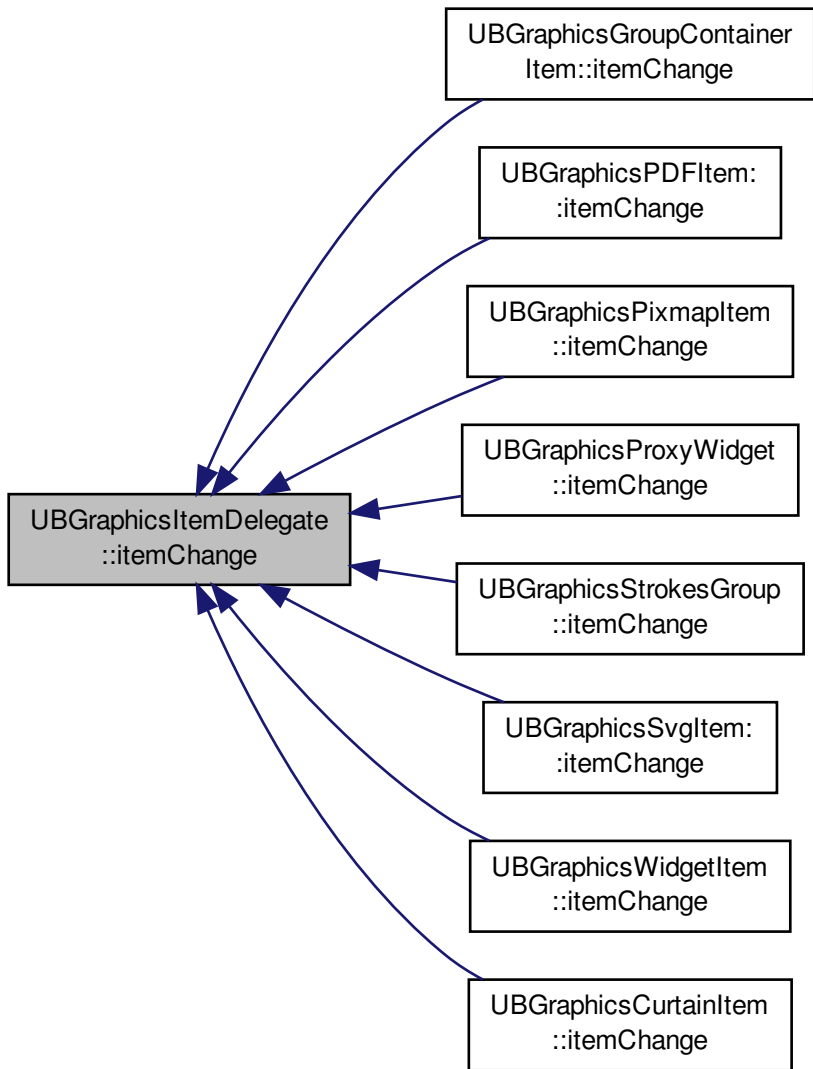 UBGraphicsGroupContainer
Item::itemChange
UBGraphicsPDFItem:
:itemChange
UBGraphicsPixmapItem
::itemChange
UBGraphicsProxyWidget
::itemChange
UBGraphicsItemDelegate
::itemChange
UBGraphicsStrokesGroup
::itemChange
UBGraphicsSvgItem:
:itemChange
UBGraphicsWidgetItem
::itemChange
UBGraphicsCurtainItem
::itemChange